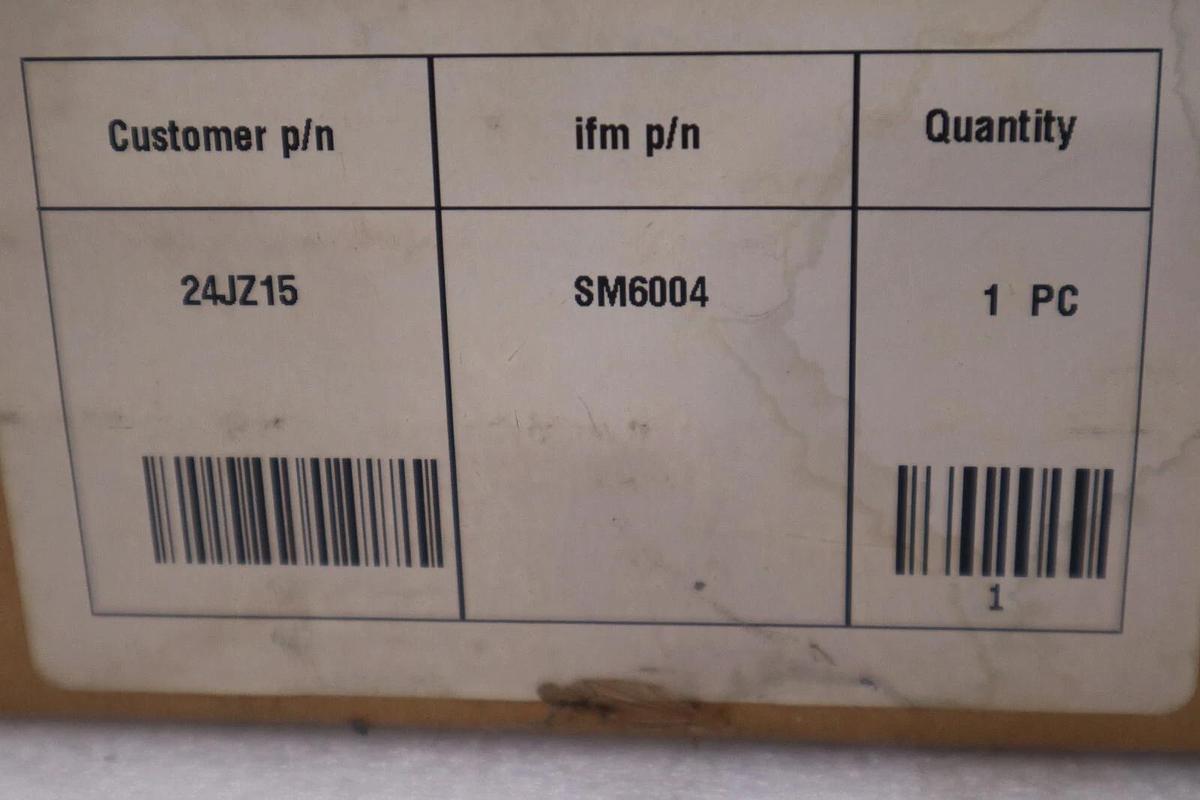 Customer p/n ifm p/n Quantity
24JZ15 SM6004 1 PC
1